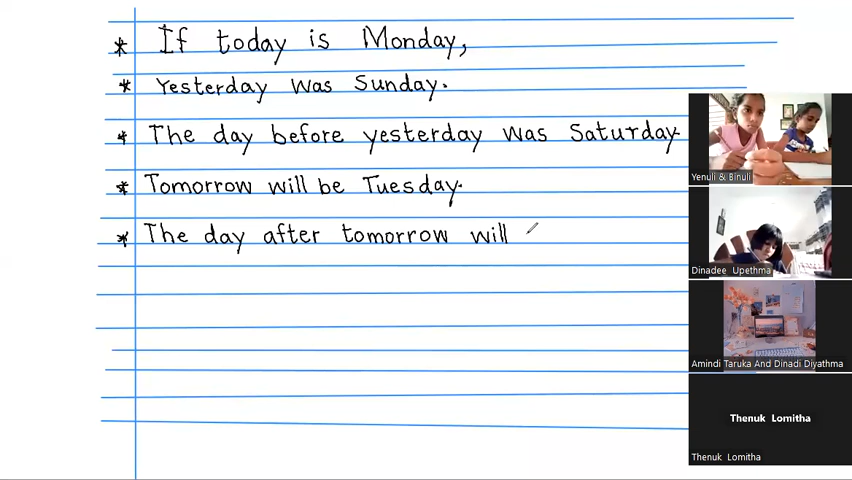 * If today is Monday,
* Yesterday was Sunday.
* The day before yesterday was Saturday.
* Tomorrow will be Tuesday.
* The day after tomorrow will
Yenuli & Binuli
Dinadee Upethma
Amindi Taruka And Dinadi Diyathma
Thenuk Lomitha
Thenuk Lomitha